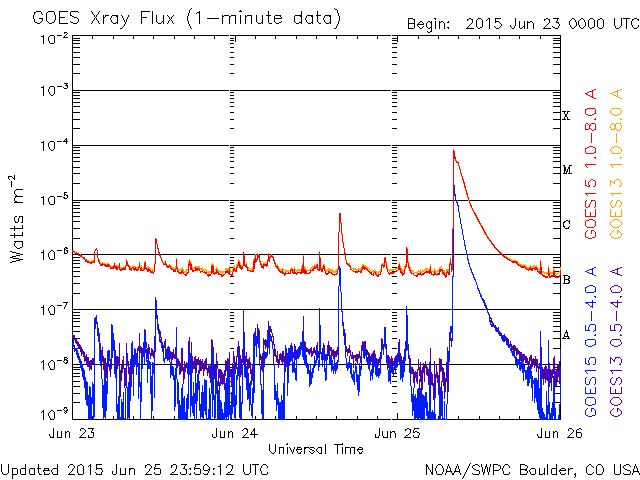 GOES Xray Flux (1-minute data)
Begin: 2015 Jun 23 0000 UTC
10-2
10-3
10-4
10-5
10-6
10-7
10-8
10-9
Watts m-2
X
M
C
B
A
GOES15 1.0-8.0 A
GOES13 1.0-8.0 A
GOES15 0.5-4.0 A
GOES13 0.5-4.0 A
Jun 23
Jun 24
Jun 25
Jun 26
Universal Time
Updated 2015 Jun 25 23:59:12 UTC
NOAA/SWPC Boulder, CO USA